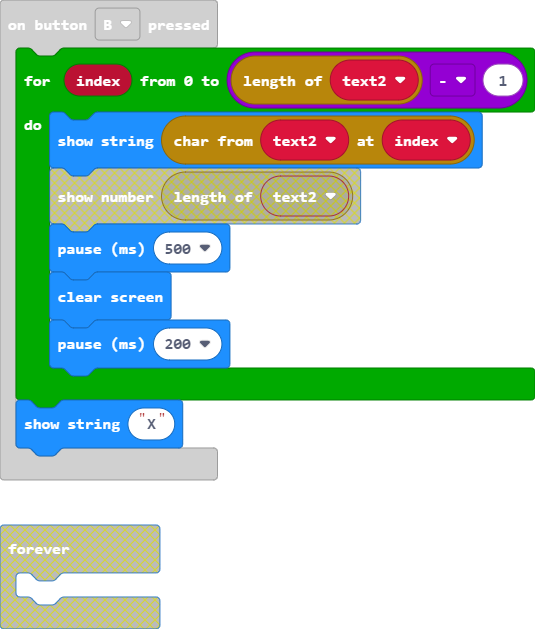 on button B pressed
for index from 0 to length of text2 - 1
do
show string char from text2 at index
show number length of text2
pause (ms) 500
clear screen
pause (ms) 200
show string "X"
forever